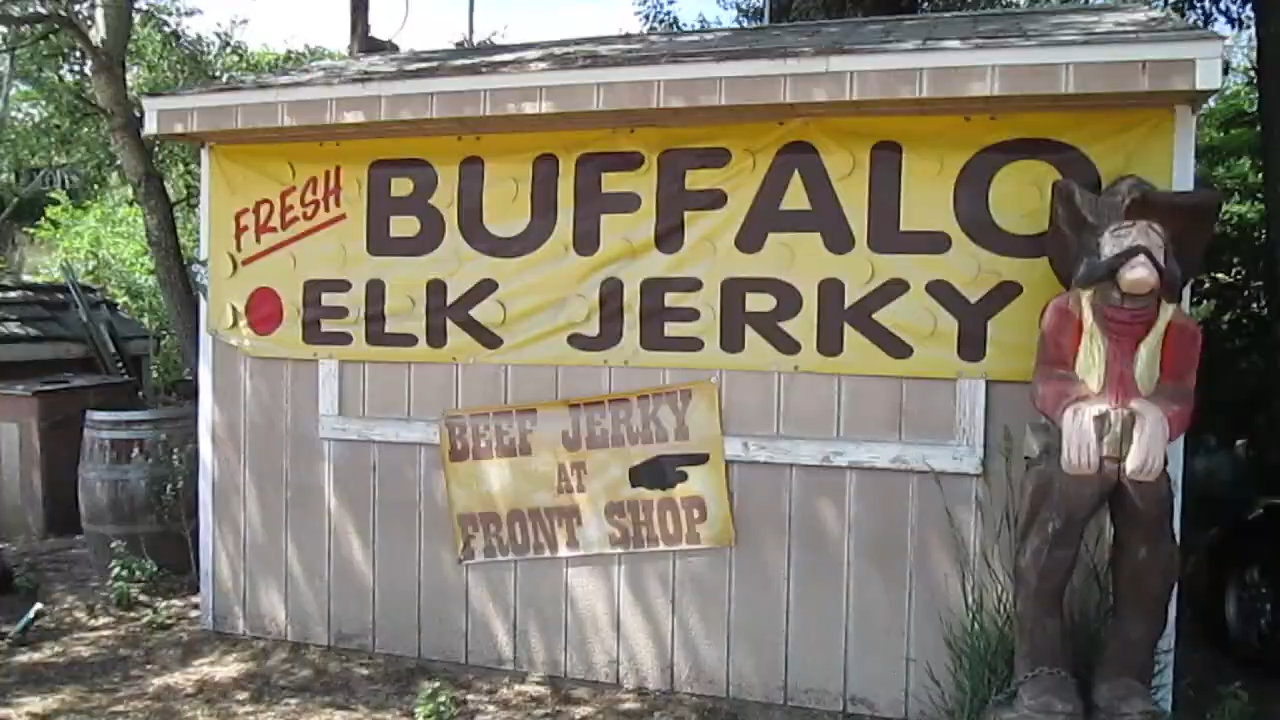 FRESH BUFFALO
ELK JERKY
BEEF JERKY
AT
FRONT SHOP